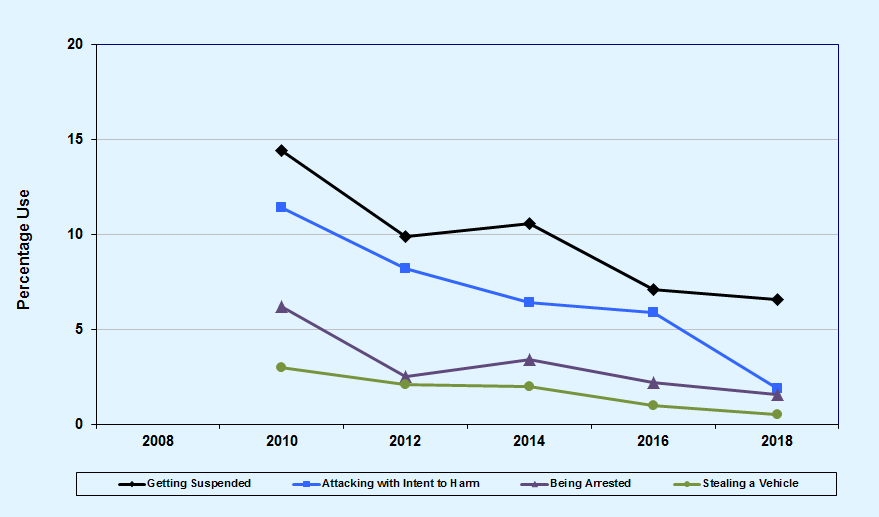 20
15
10
5
0
Percentage Use
2008 2010 2012 2014 2016 2018
Getting Suspended Attacking with Intent to Harm Being Arrested Stealing a Vehicle